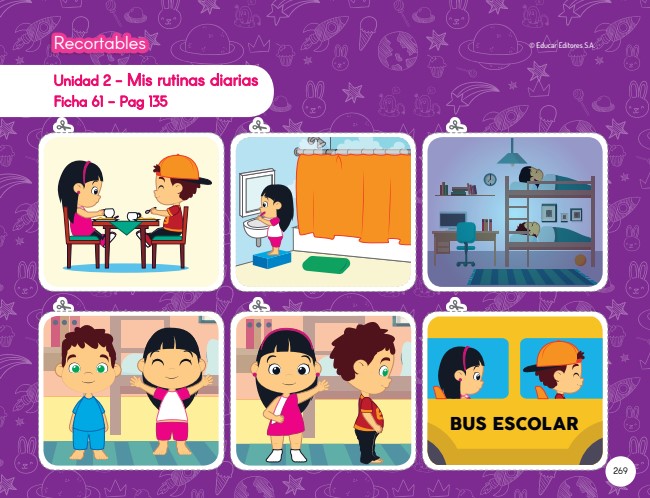 Recortables
© Educar Editores S.A.
Unidad 2 - Mis rutinas diarias
Ficha 61 - Pag 135
BUS ESCOLAR
269